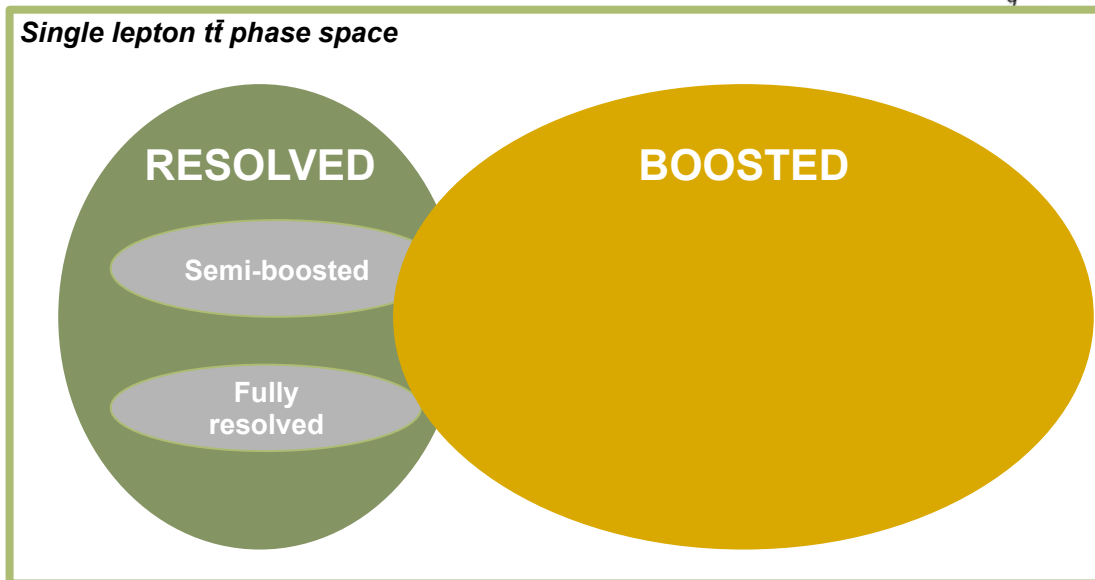 Single lepton tt̄ phase space
RESOLVED
BOOSTED
Semi-boosted
Fully
resolved